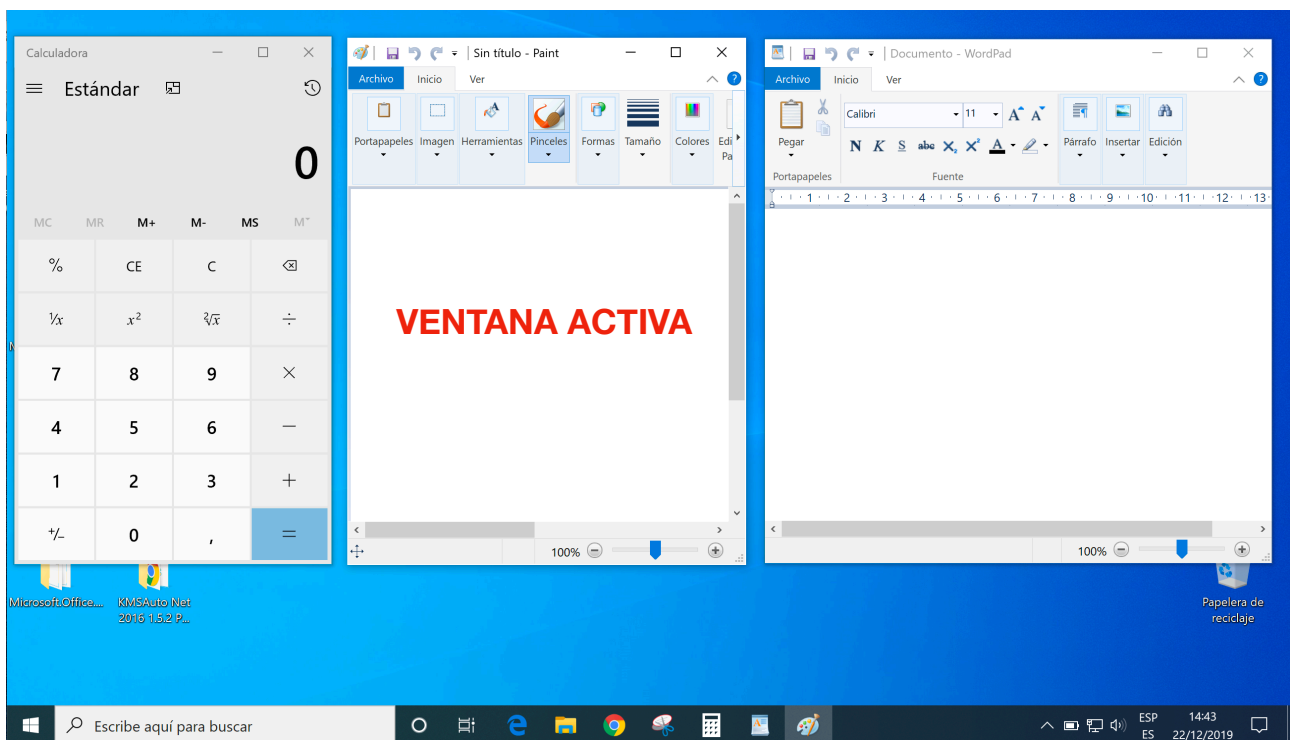 Calculadora
Estándar
0
MC MR M+ M- MS M˅
% CE C
¹/x x² ²√x ÷
7 8 9 ×
4 5 6 −
1 2 3 +
+/− 0 , =
Sin título - Paint
Archivo Inicio Ver
Portapapeles Imagen Herramientas Pinceles Formas Tamaño Colores Edi
Pa
VENTANA ACTIVA
100%
Documento - WordPad
Archivo Inicio Ver
Pegar
Calibri 11 A A
N K S abc X₂ X² A
Párrafo Insertar Edición
Portapapeles Fuente
1 2 3 4 5 6 7 8 9 10 11 12 13
100%
Microsoft.Office....
KMSAuto Net
2016 1.5.2 P...
Papelera de
reciclaje
Escribe aquí para buscar
ESP
ES
14:43
22/12/2019